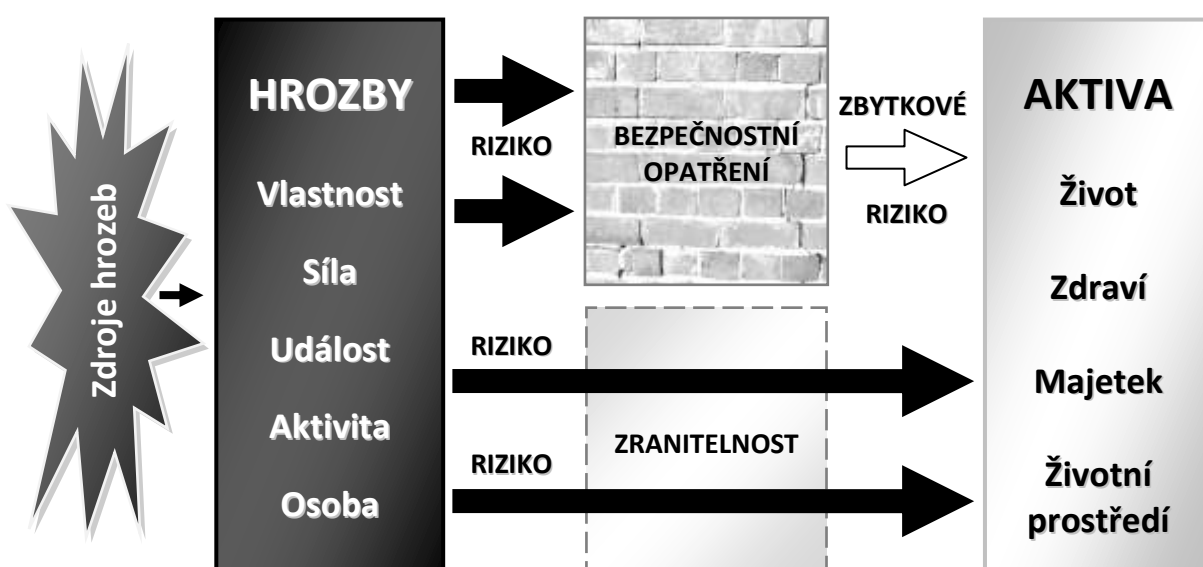 Zdroje hrozeb
HROZBY
Vlastnost
Síla
Událost
Aktivita
Osoba
RIZIKO
BEZPEČNOSTNÍ
OPATŘENÍ
ZBYTKOVÉ
RIZIKO
RIZIKO
ZRANITELNOST
RIZIKO
AKTIVA
Život
Zdraví
Majetek
Životní
prostředí